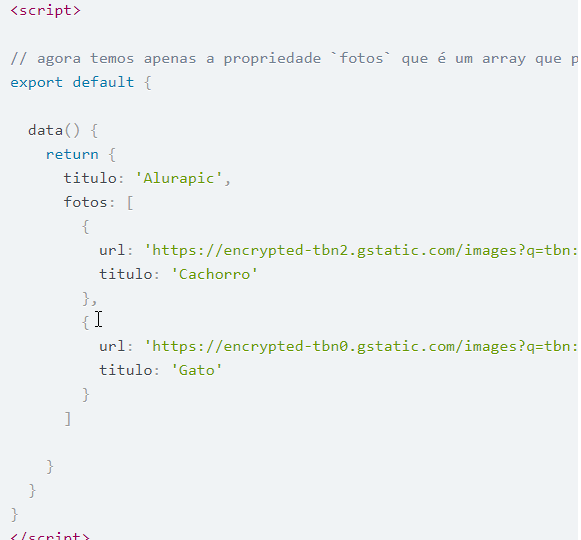 <script>
// agora temos apenas a propriedade `fotos` que é um array que
export default {
data() {
return {
titulo: 'Alurapic',
fotos: [
{
url: 'https://encrypted-tbn2.gstatic.com/images?q=tbn:
titulo: 'Cachorro'
},
{
url: 'https://encrypted-tbn0.gstatic.com/images?q=tbn:
titulo: 'Gato'
}
]
}
}
}
</script>